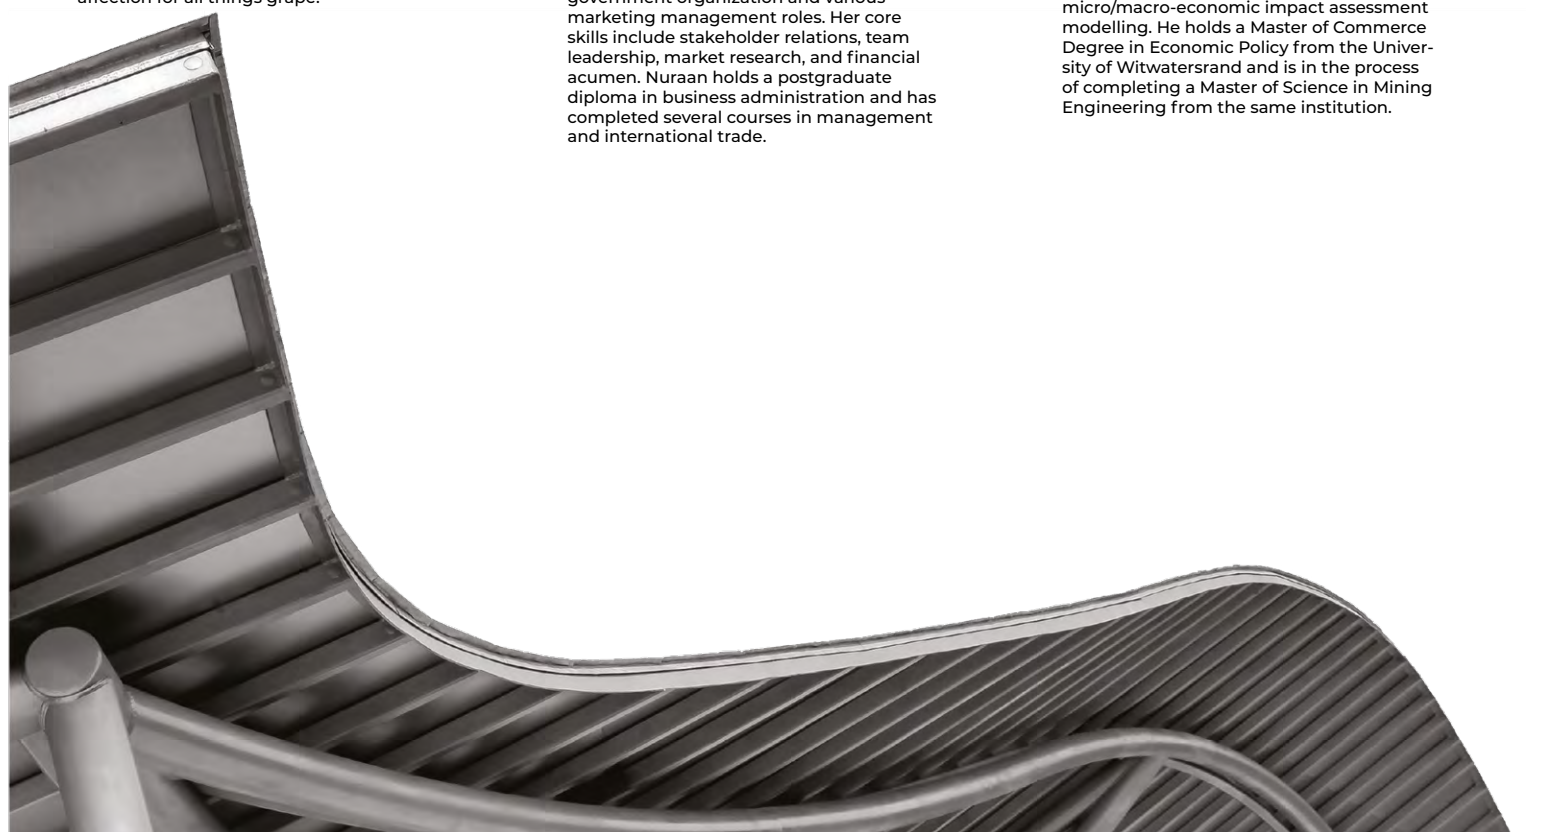 affection for all things grape.
government organization and various
marketing management roles. Her core
skills include stakeholder relations, team
leadership, market research, and financial
acumen. Nuraan holds a postgraduate
diploma in business administration and has
completed several courses in management
and international trade.
micro/macro-economic impact assessment
modelling. He holds a Master of Commerce
Degree in Economic Policy from the Univer-
sity of Witwatersrand and is in the process
of completing a Master of Science in Mining
Engineering from the same institution.